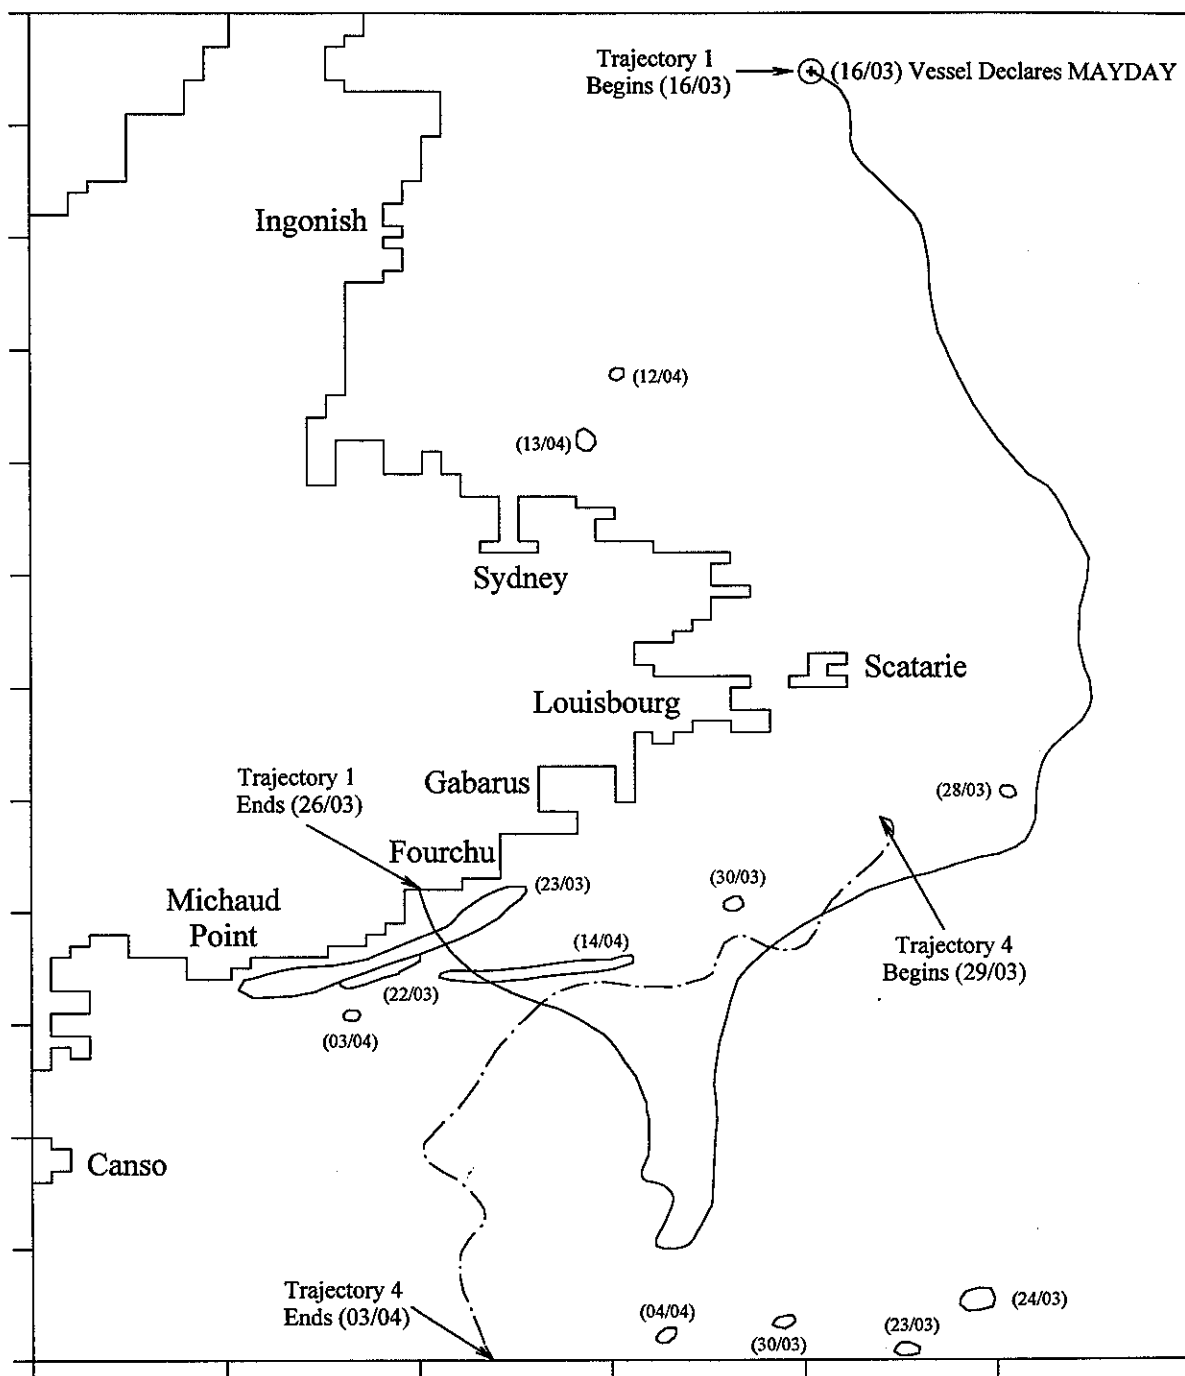 Trajectory 1
Begins (16/03)
(16/03) Vessel Declares MAYDAY
Ingonish
(12/04)
(13/04)
Sydney
Scatarie
Louisbourg
Trajectory 1
Ends (26/03)
Gabarus
(28/03)
Fourchu
(23/03)
(30/03)
Michaud
Point
(14/04)
Trajectory 4
Begins (29/03)
(22/03)
(03/04)
Canso
Trajectory 4
Ends (03/04)
(04/04)
(30/03)
(23/03)
(24/03)